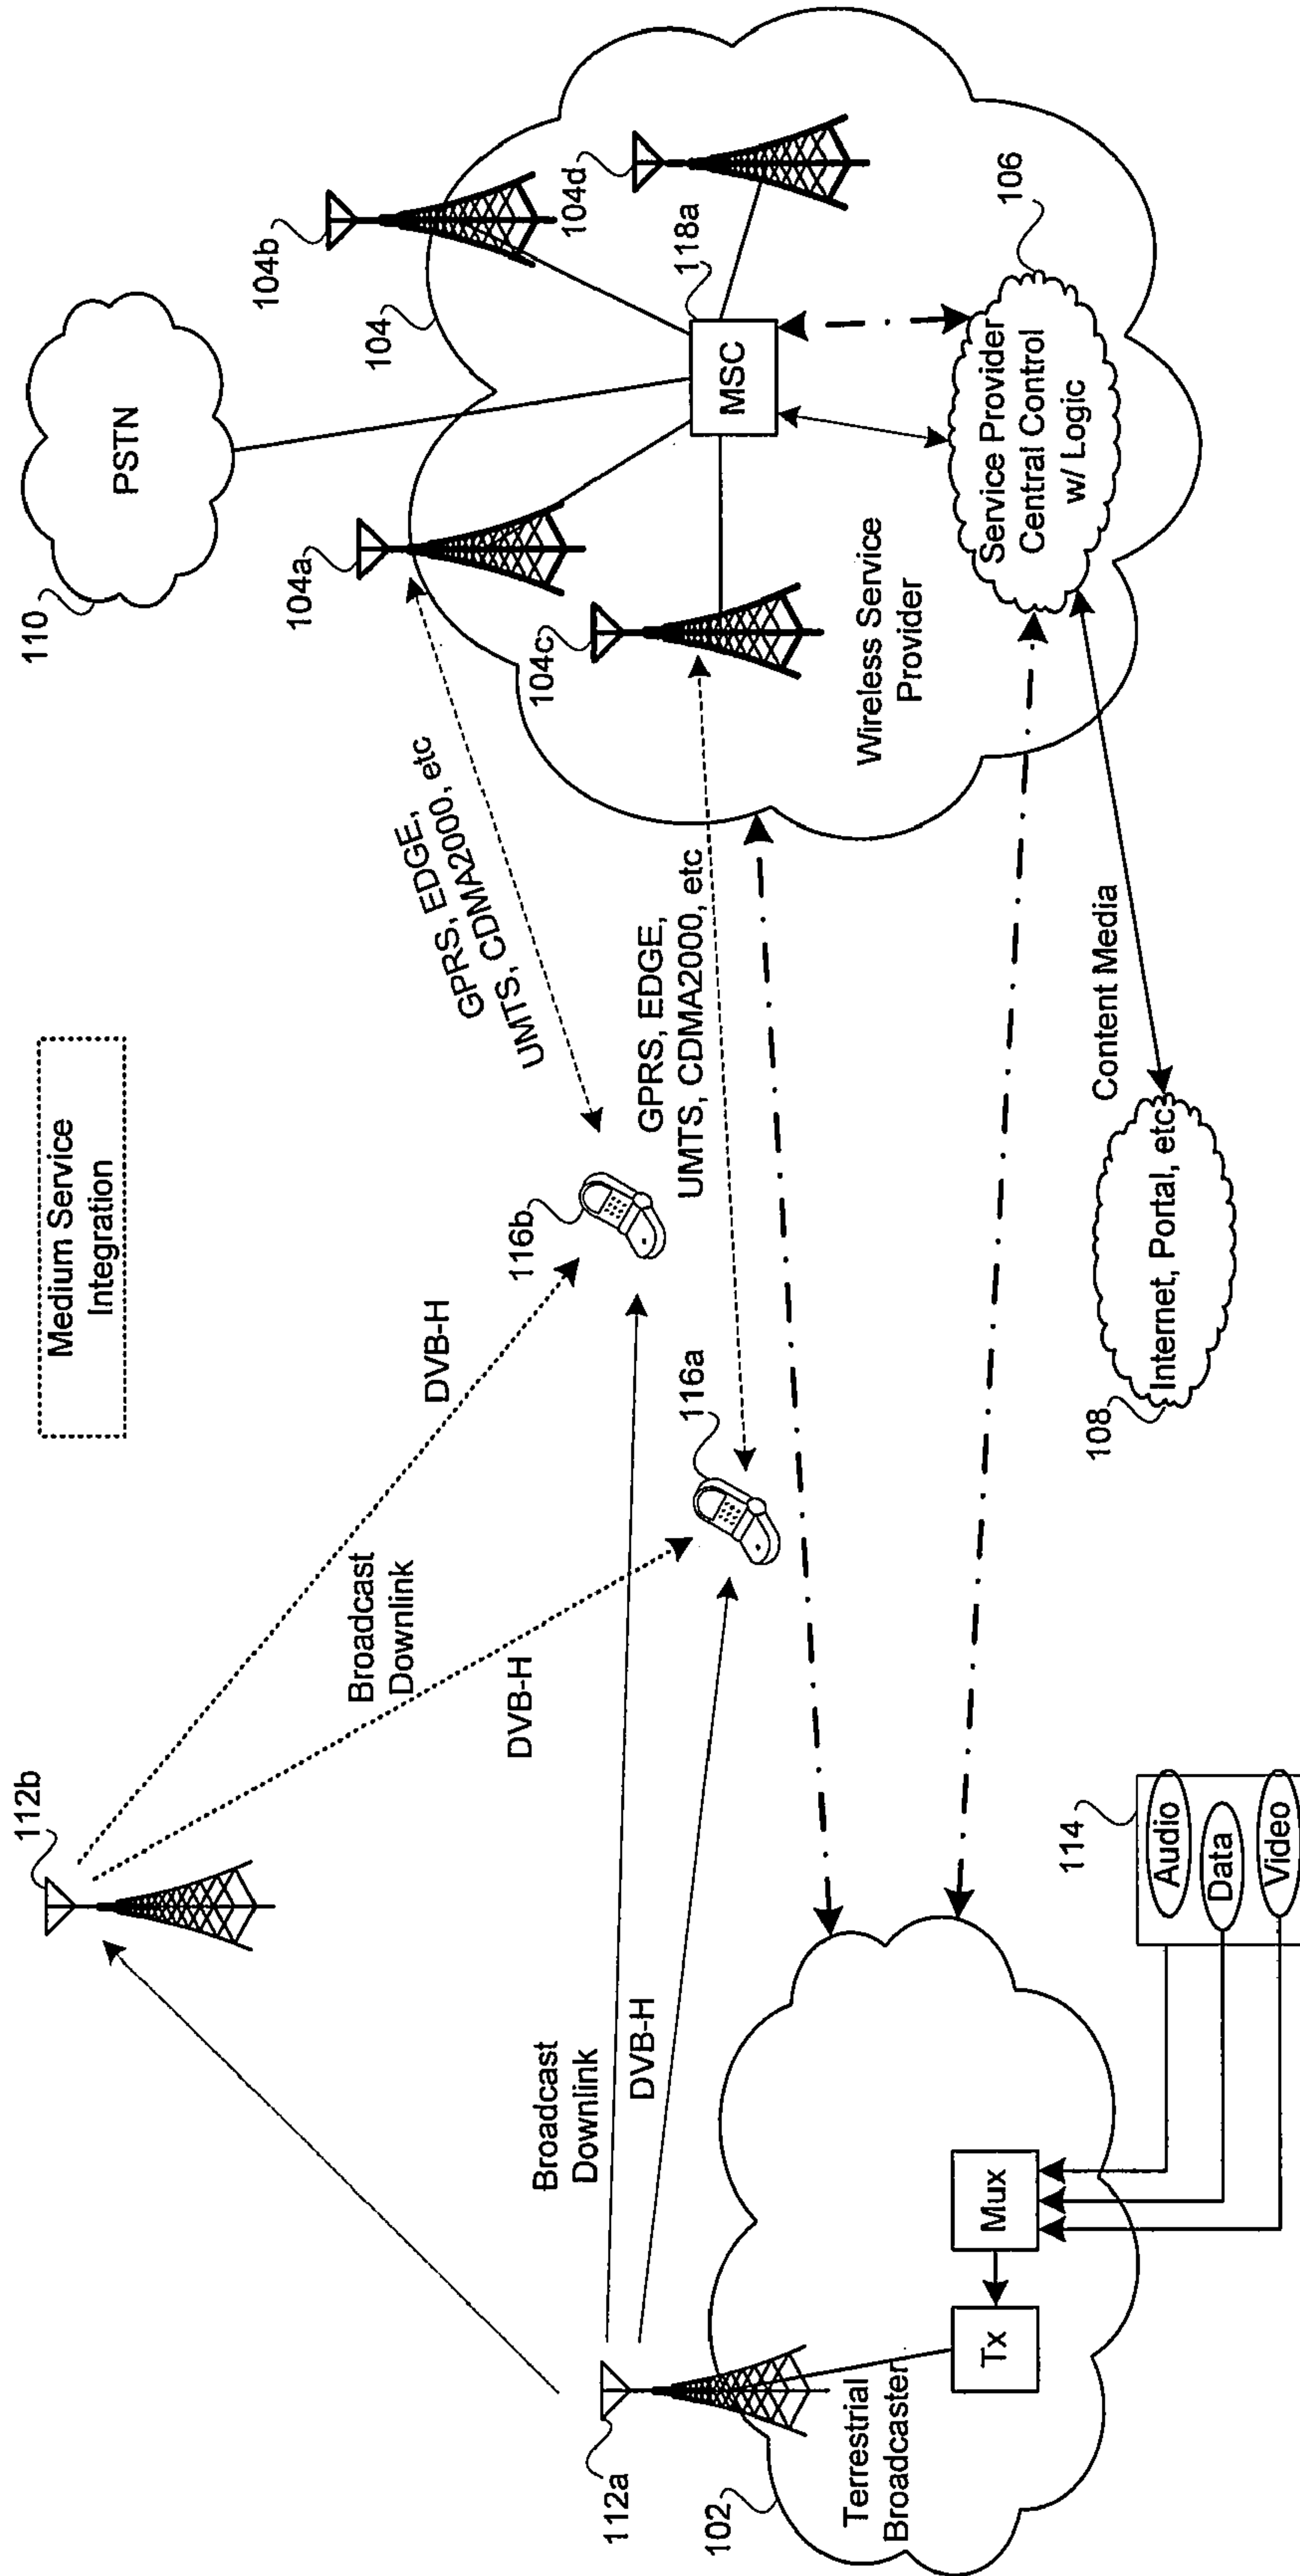 Medium Service
Integration
112b
110
PSTN
DVB-H
Broadcast
Downlink
DVB-H
116b
GPRS, EDGE,
UMTS, CDMA2000, etc
104a
104b
104
104c
104d
118a
MSC
112a
Broadcast
Downlink
DVB-H
116a
GPRS, EDGE,
UMTS, CDMA2000, etc
Wireless Service
Provider
106
Service Provider
Central Control
w/ Logic
102
Terrestrial
Broadcaster
Tx
Mux
114
Audio
Data
Video
108
Internet, Portal, etc
Content Media